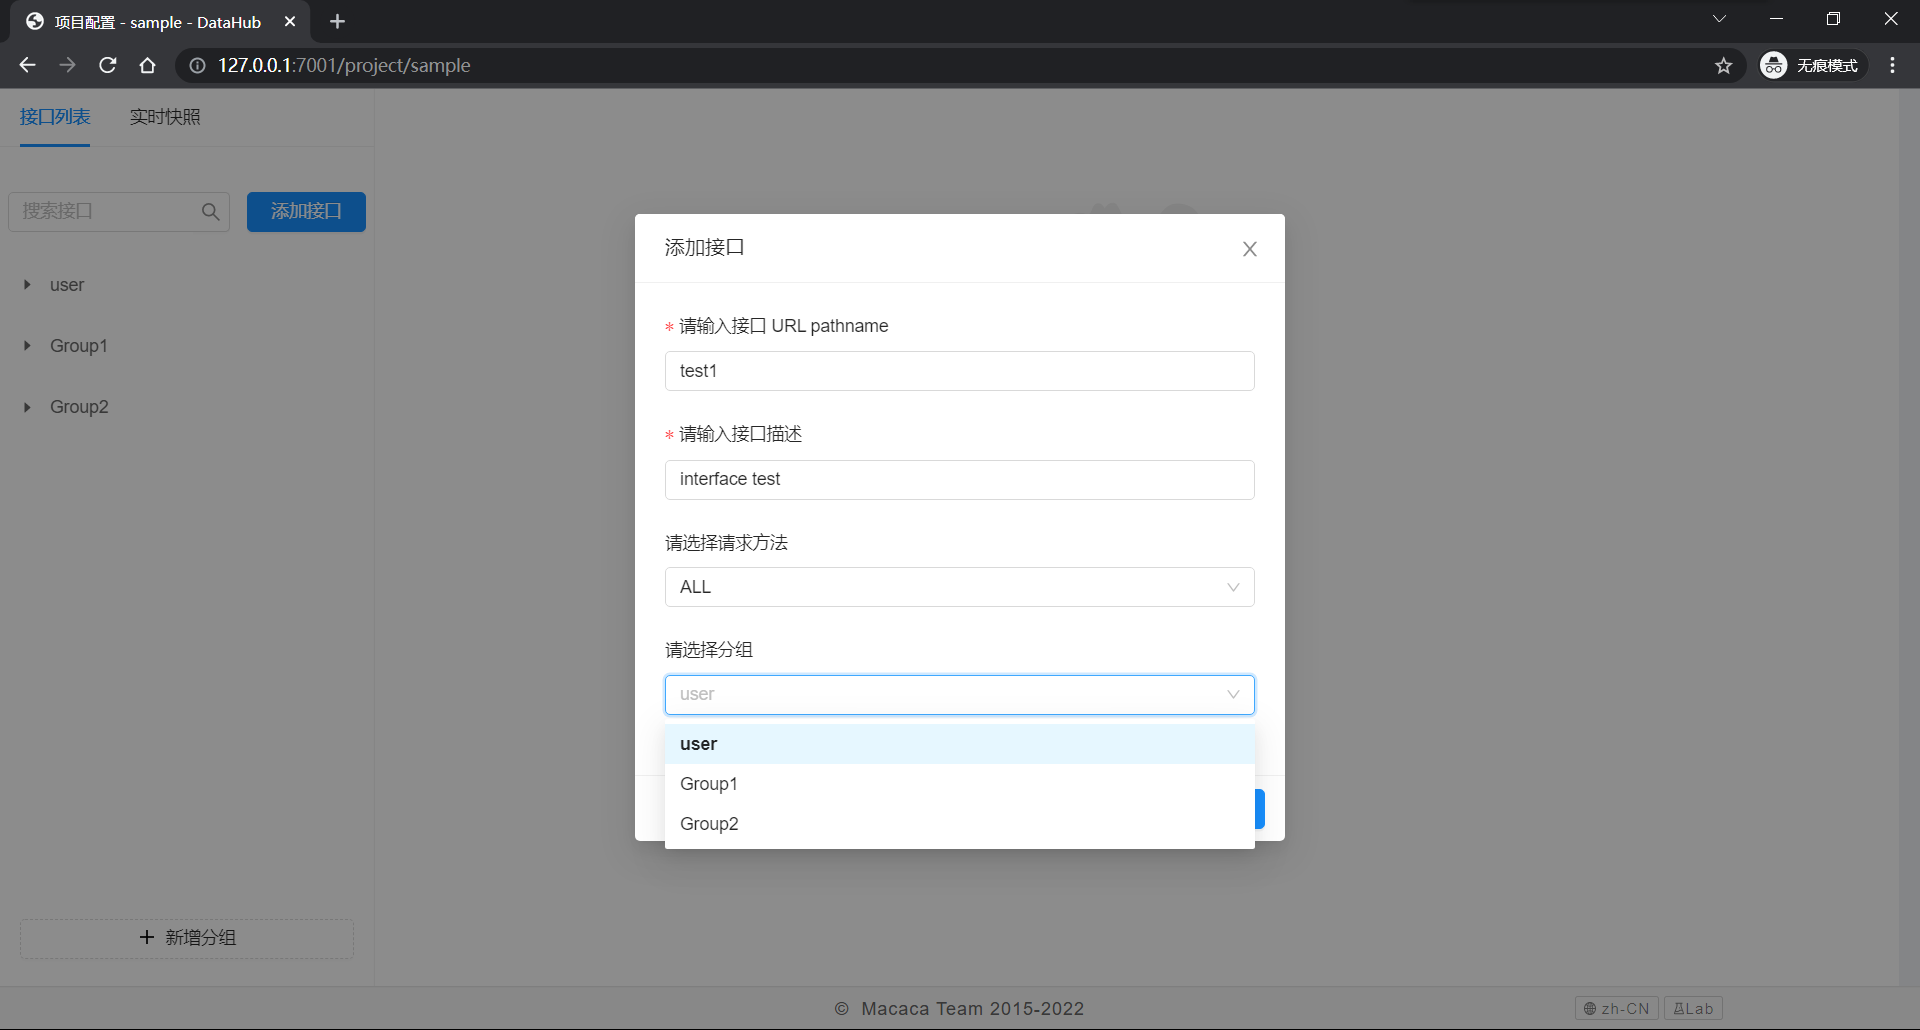 项目配置 - sample - DataHub
127.0.0.1:7001/project/sample
无痕模式
接口列表
实时快照
搜索接口
添加接口
user
Group1
Group2
新增分组
添加接口
* 请输入接口 URL pathname
test1
* 请输入接口描述
interface test
请选择请求方法
ALL
请选择分组
user
user
Group1
Group2
© Macaca Team 2015-2022
zh-CN
Lab